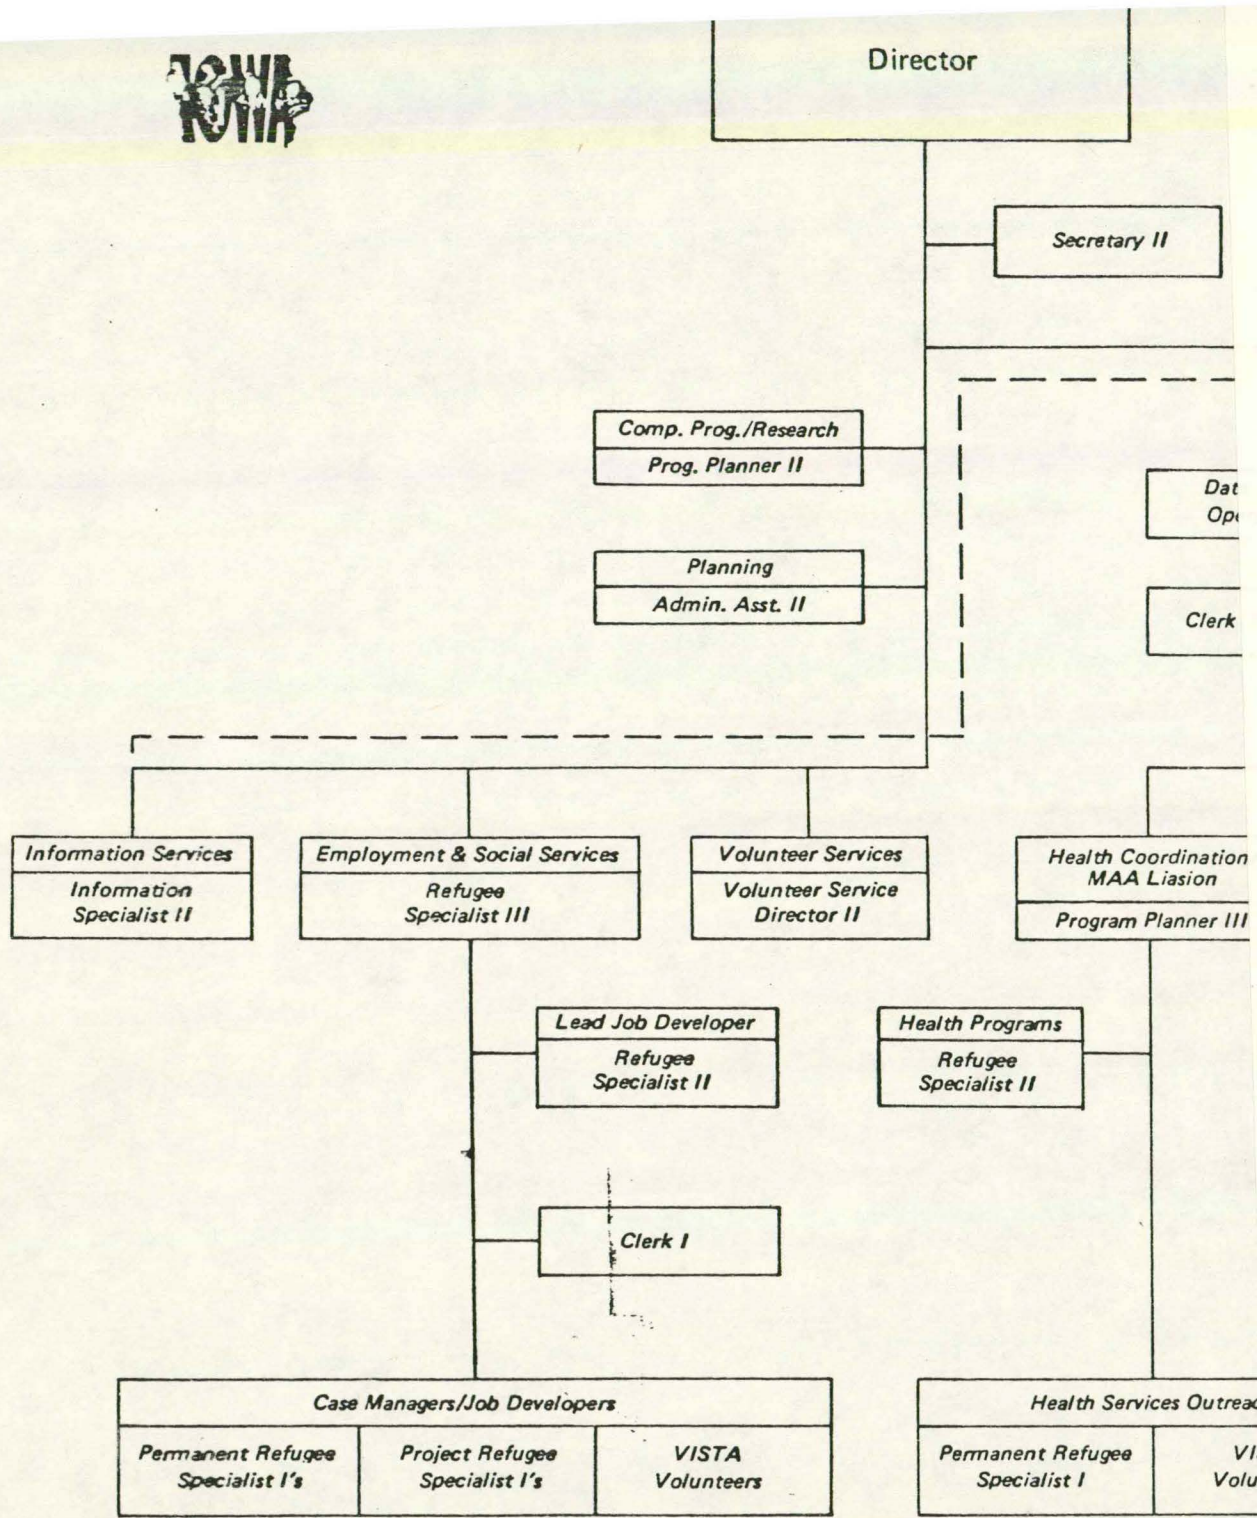 IOWA
Director
Secretary II
Comp. Prog./Research
Prog. Planner II
Planning
Admin. Asst. II
Clerk
Information Services
Information
Specialist II
Employment & Social Services
Refugee
Specialist III
Volunteer Services
Volunteer Service
Director II
Health Coordination
MAA Liasion
Program Planner III
Lead Job Developer
Refugee
Specialist II
Health Programs
Refugee
Specialist II
Clerk I
Case Managers/Job Developers
Permanent Refugee
Specialist I's
Project Refugee
Specialist I's
VISTA
Volunteers
Health Services
Permanent Refugee
Specialist I